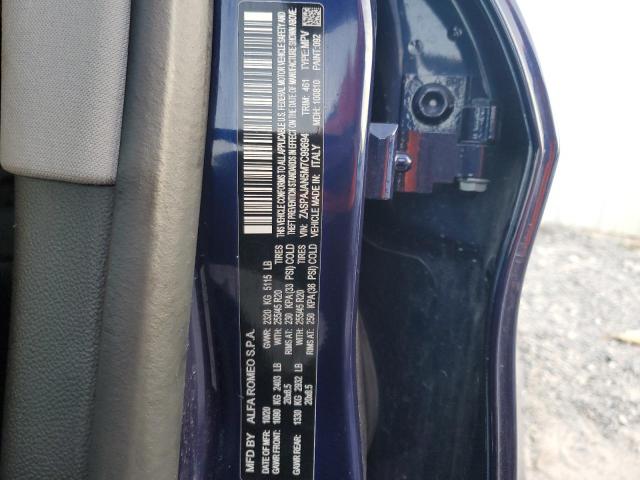 MFD BY ALFA ROMEO S.P.A.
DATE OF MFR: 10/20 GVWR: 2320 KG 5115 LB
GAWR FRONT: 1090 KG 2403 LB WITH: 255/45 R20 TIRES
20x8.5 RIMS AT: 230 KPA(33 PSI) COLD
GAWR REAR: 1330 KG 2932 LB WITH: 255/45 R20 TIRES
20x8.5 RIMS AT: 250 KPA(36 PSI) COLD
THIS VEHICLE CONFORMS TO ALL APPLICABLE U.S. FEDERAL MOTOR VEHICLE SAFETY AND
THEFT PREVENTION STANDARDS IN EFFECT ON THE DATE OF MANUFACTURE SHOWN ABOVE
VIN: ZASPAJAN5M7C98694 TYPE: MPV
VEHICLE MADE IN: ITALY TRIM: 461 PAINT: 092
MDH: 100810